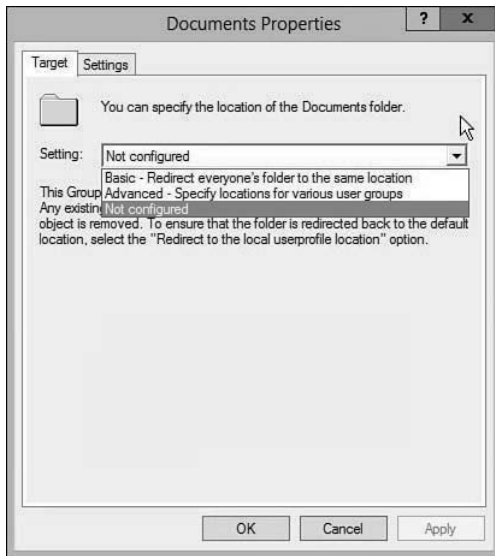 Documents Properties
? x
Target Settings
You can specify the location of the Documents folder.
Setting: Not configured
Basic - Redirect everyone's folder to the same location
This Group Advanced - Specify locations for various user groups
Any existing Not configured
object is removed. To ensure that the folder is redirected back to the default
location, select the "Redirect to the local userprofile location" option.
OK Cancel Apply